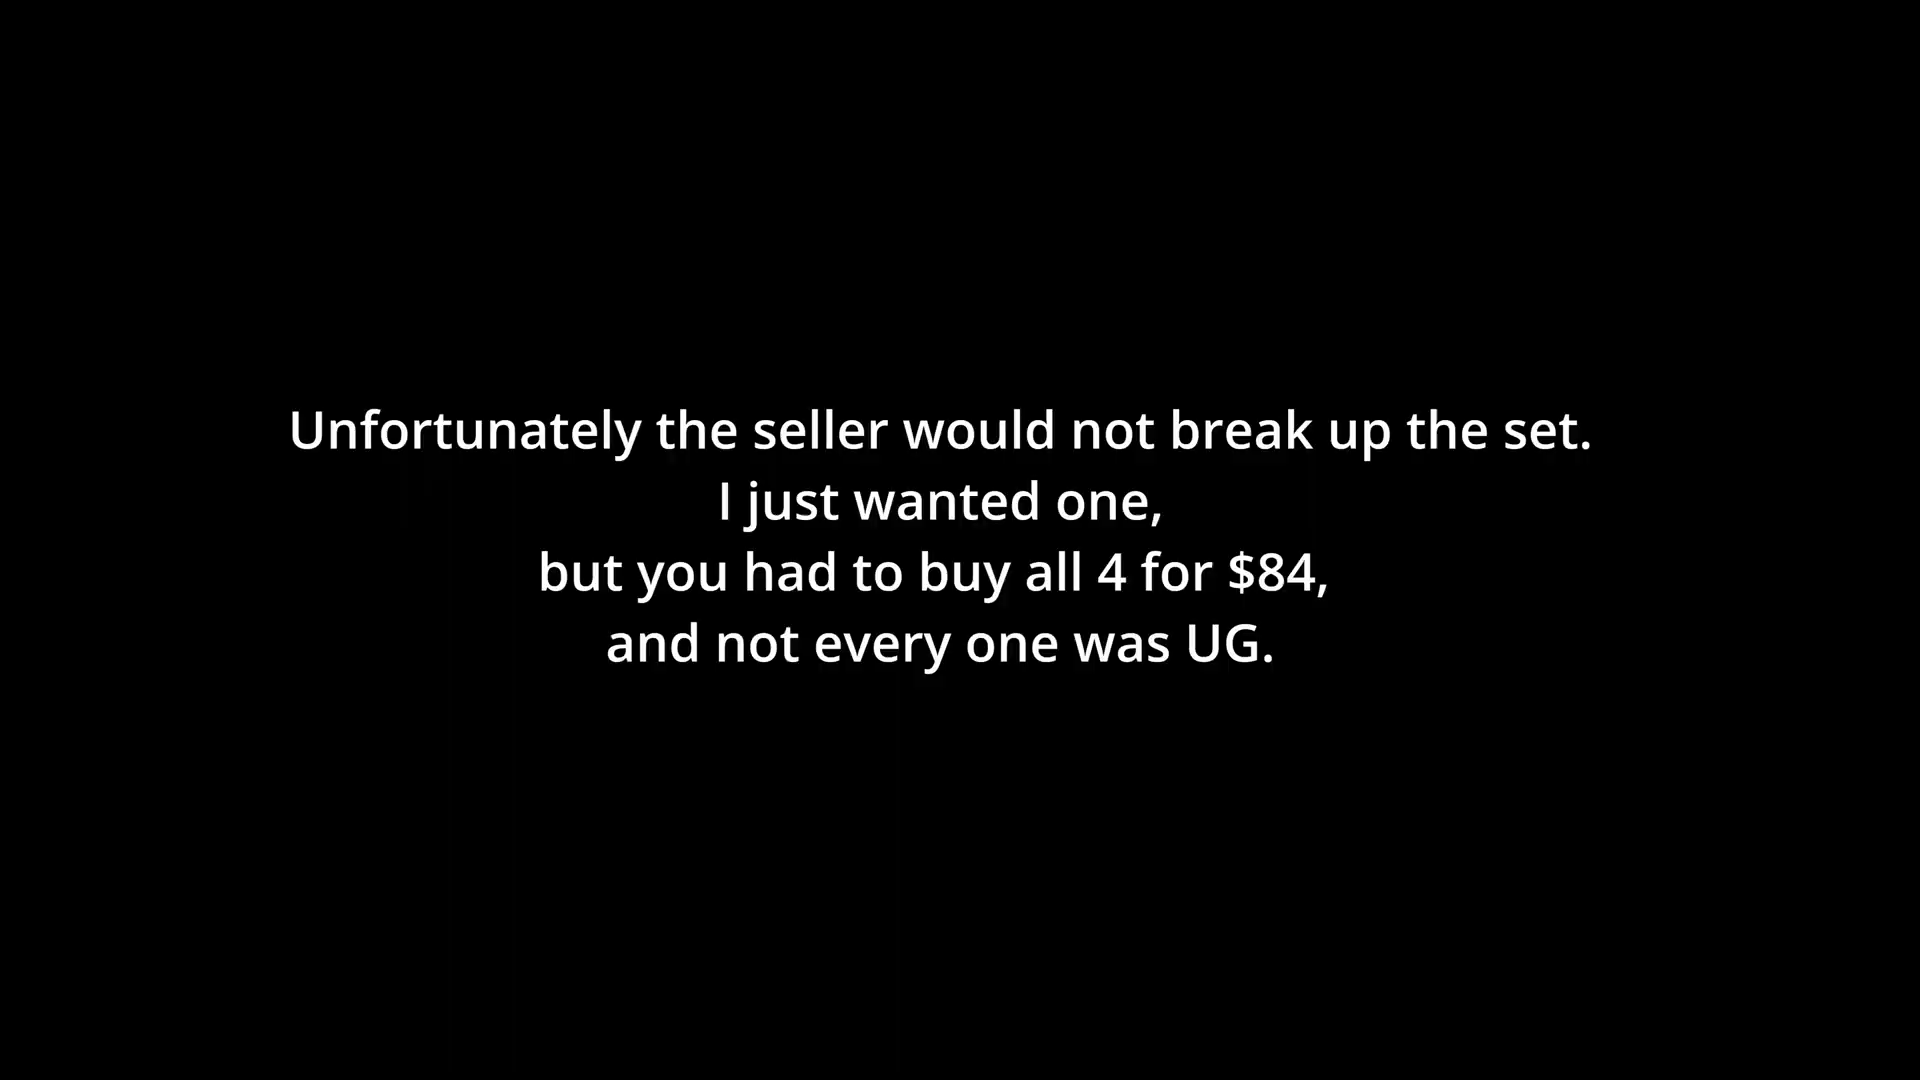 Unfortunately the seller would not break up the set.
I just wanted one,
but you had to buy all 4 for $84,
and not every one was UG.